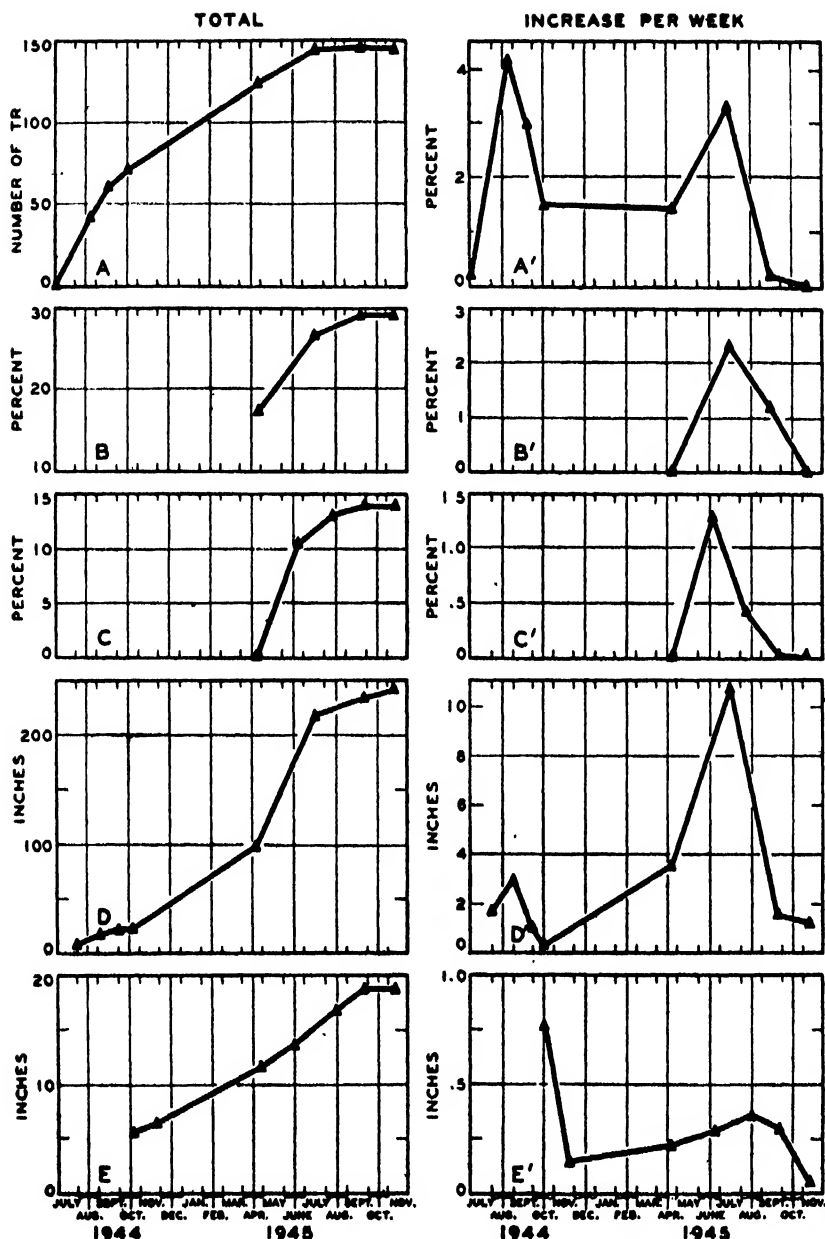 TOTAL
INCREASE PER WEEK
150
100
50
0
NUMBER OF TR
A
4
2
0
PERCENT
A'
30
20
10
PERCENT
B
3
2
1
0
PERCENT
B'
15
10
5
0
PERCENT
C
1.5
1.0
.5
0
PERCENT
C'
200
100
0
INCHES
D
10
8
6
4
2
0
INCHES
D'
20
10
0
INCHES
E
1.0
.5
0
INCHES
E'
JULY SEPT. NOV. JAN. MAR. MAY JULY SEPT. NOV.
AUG. OCT. DEC. FEB. APR. JUNE AUG. OCT.
1944 1945
JULY SEPT. NOV. JAN. MAR. MAY JULY SEPT. NOV.
AUG. OCT. DEC. FEB. APR. JUNE AUG. OCT.
1944 1945